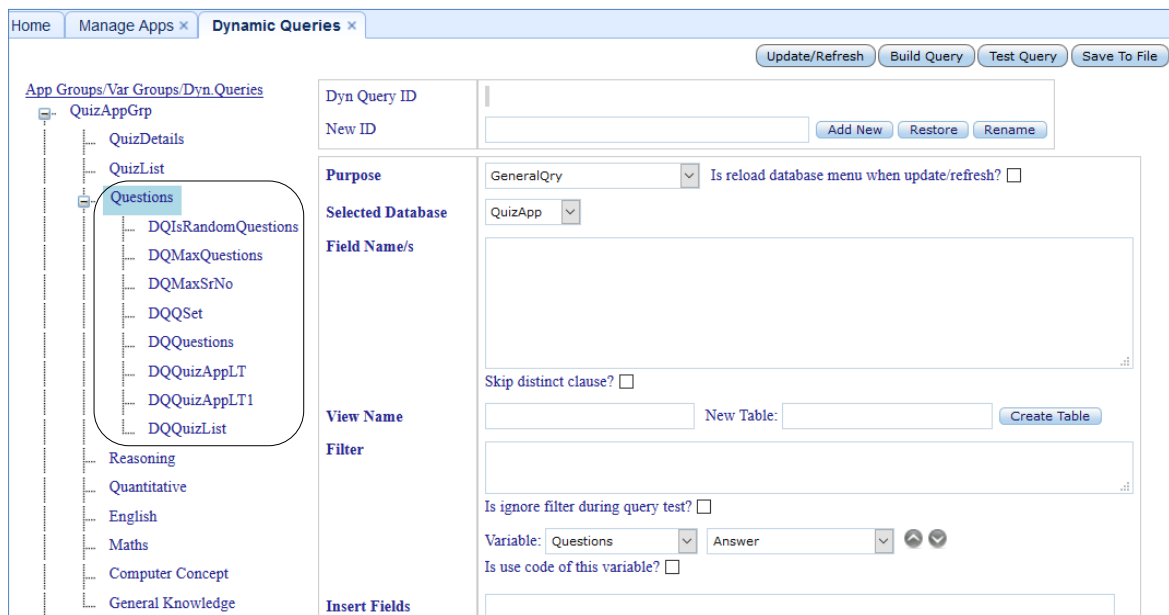 Home Manage Apps × Dynamic Queries ×
Update/Refresh Build Query Test Query Save To File
App Groups/Var Groups/Dyn.Queries
QuizAppGrp
QuizDetails
QuizList
Questions
DQIsRandomQuestions
DQMaxQuestions
DQMaxSrNo
DQQSet
DQQuestions
DQQuizAppLT
DQQuizAppLT1
DQQuizList
Reasoning
Quantitative
English
Maths
Computer Concept
General Knowledge
Dyn Query ID
New ID Add New Restore Rename
Purpose GeneralQry Is reload database menu when update/refresh?
Selected Database QuizApp
Field Name/s
Skip distinct clause?
View Name New Table: Create Table
Filter
Is ignore filter during query test?
Variable: Questions Answer
Is use code of this variable?
Insert Fields